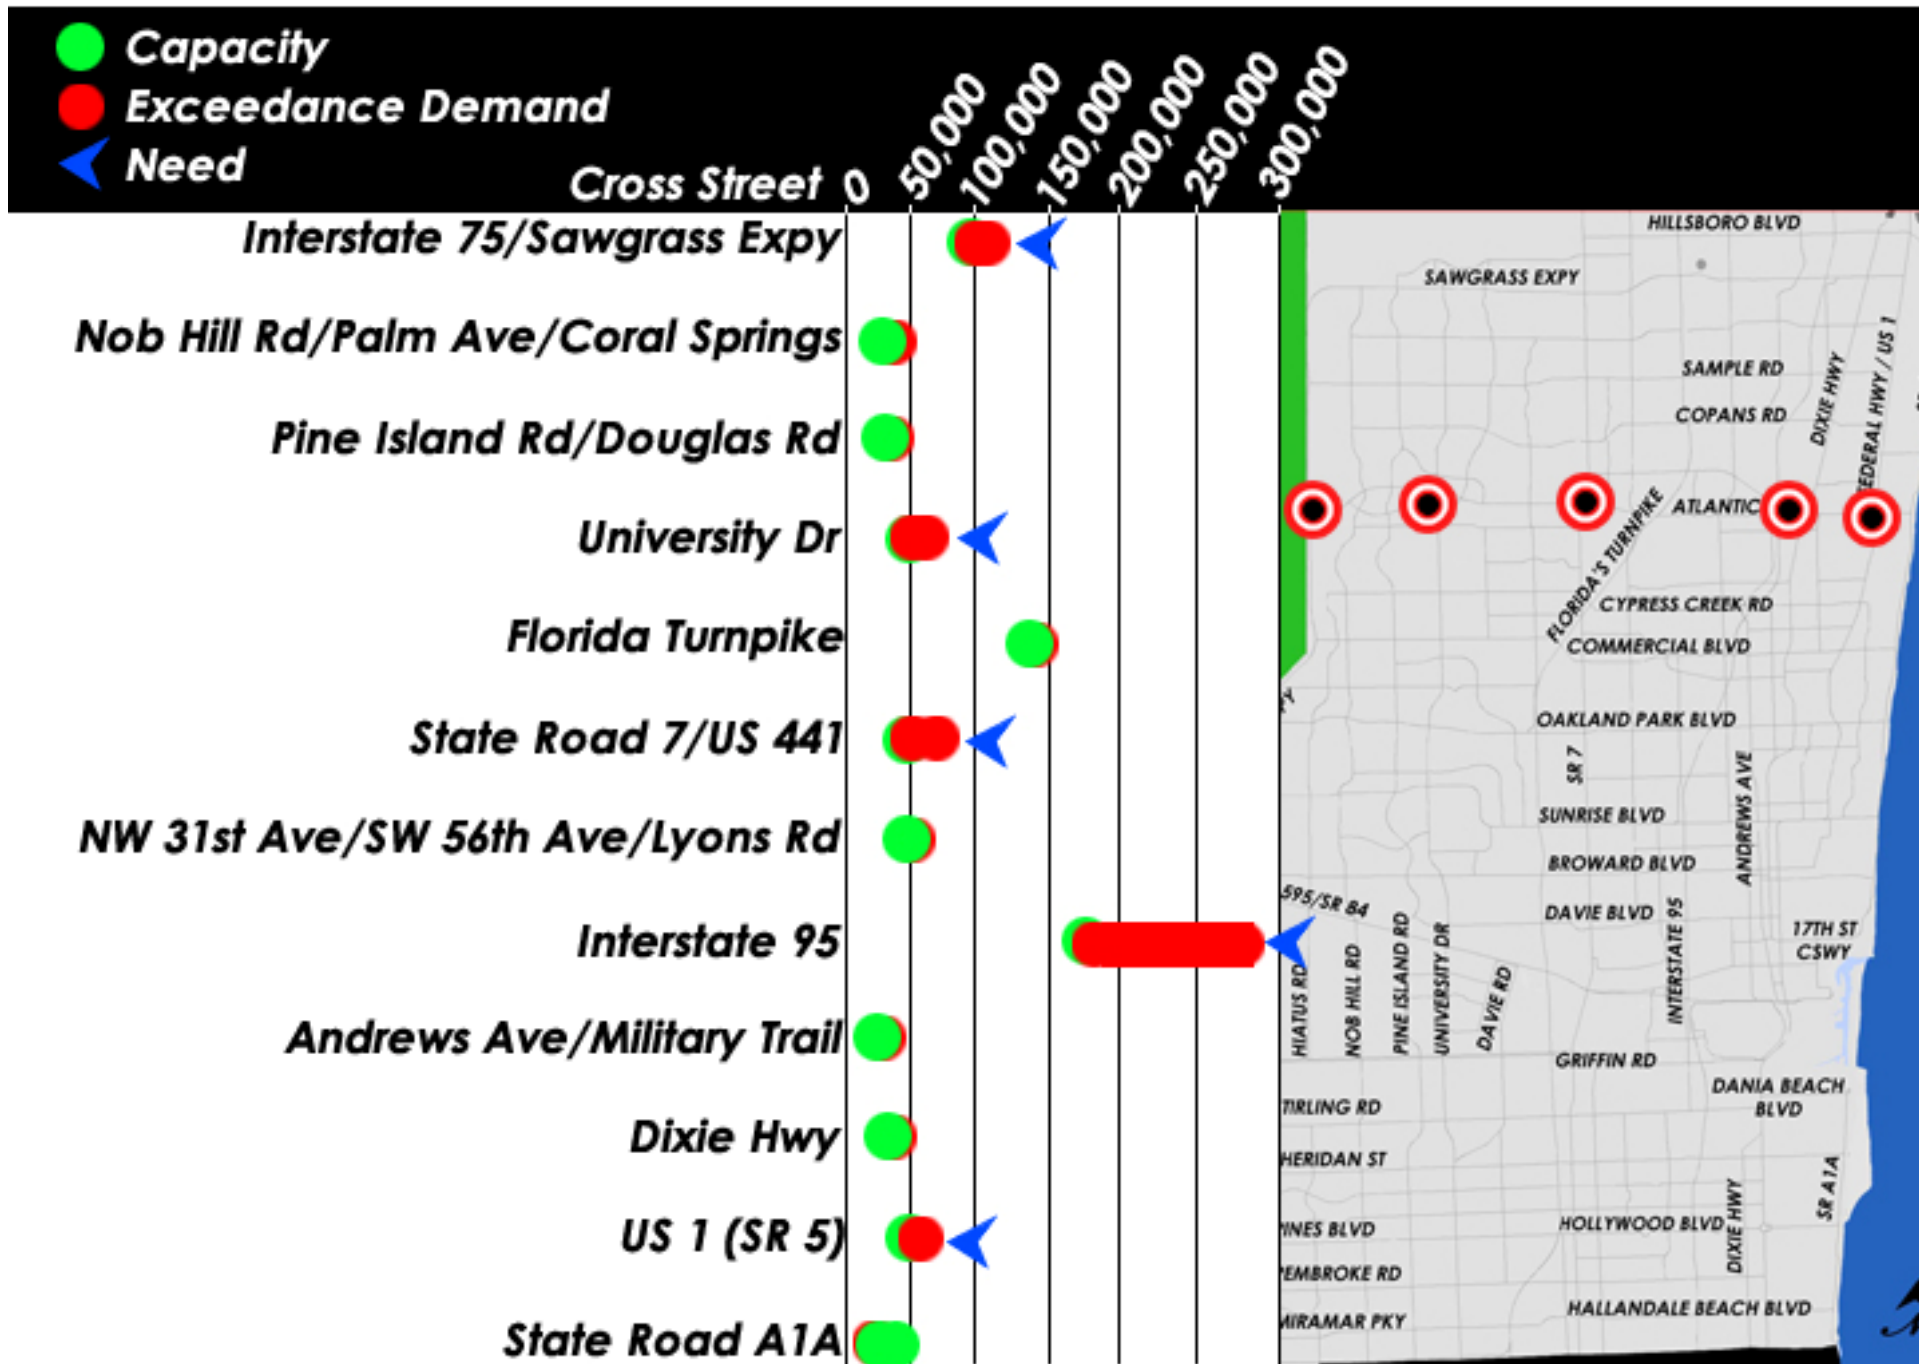 Capacity
Exceedance Demand
Need
Cross Street 0 50,000 100,000 150,000 200,000 250,000 300,000
Interstate 75/Sawgrass Expy
Nob Hill Rd/Palm Ave/Coral Springs
Pine Island Rd/Douglas Rd
University Dr
Florida Turnpike
State Road 7/US 441
NW 31st Ave/SW 56th Ave/Lyons Rd
Interstate 95
Andrews Ave/Military Trail
Dixie Hwy
US 1 (SR 5)
State Road A1A
HILLSBORO BLVD
SAWGRASS EXPY
SAMPLE RD
COPANS RD
DIXIE HWY
EDERAL HWY / US 1
ATLANTIC
FLORIDA'S TURNPIKE
CYPRESS CREEK RD
COMMERCIAL BLVD
PY
OAKLAND PARK BLVD
SR 7
ANDREWS AVE
SUNRISE BLVD
BROWARD BLVD
595/SR 84
DAVIE BLVD
INTERSTATE 95
17TH ST
CSWY
HIATUS RD
NOB HILL RD
PINE ISLAND RD
UNIVERSITY DR
DAVIE RD
GRIFFIN RD
DANIA BEACH
BLVD
TIRLING RD
HERIDAN ST
SR A1A
DIXIE HWY
INES BLVD
HOLLYWOOD BLVD
PEMBROKE RD
HALLANDALE BEACH BLVD
MIRAMAR PKY